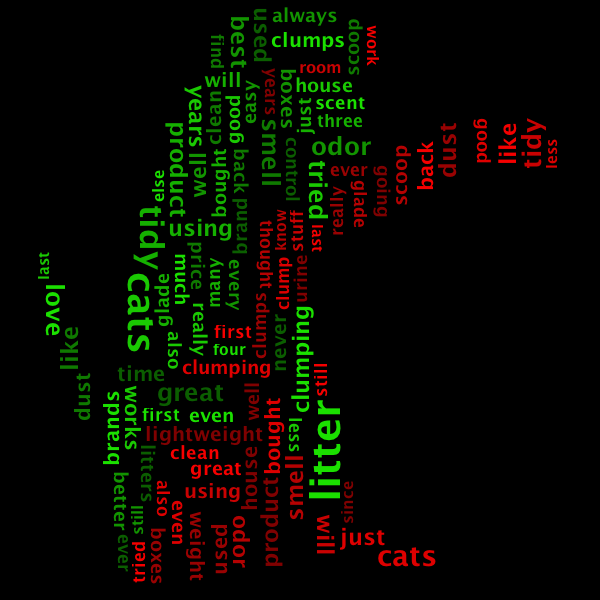 always
used
best
scoop
work
clumps
find
room
will
years
boxes
house
easy
years
clean
good
just
scent
three
smell
product
well
odor
tidy
like
good
less
dust
back
scoop
control
bought
back
tried
ever
going
else
brand
really
glade
tidy
using
know
stuff
last
thought
price
much
many
every
clump
urine
last
love
cats
glade
really
clumps
also
first
never
clumping
like
four
time
clumping
still
dust
great
well
brands
works
first
even
bought
less
litter
lightweight
clean
litters
great
house
smell
better
still
also
using
product
since
even
weight
odor
will
just
ever
tried
boxes
used
cats